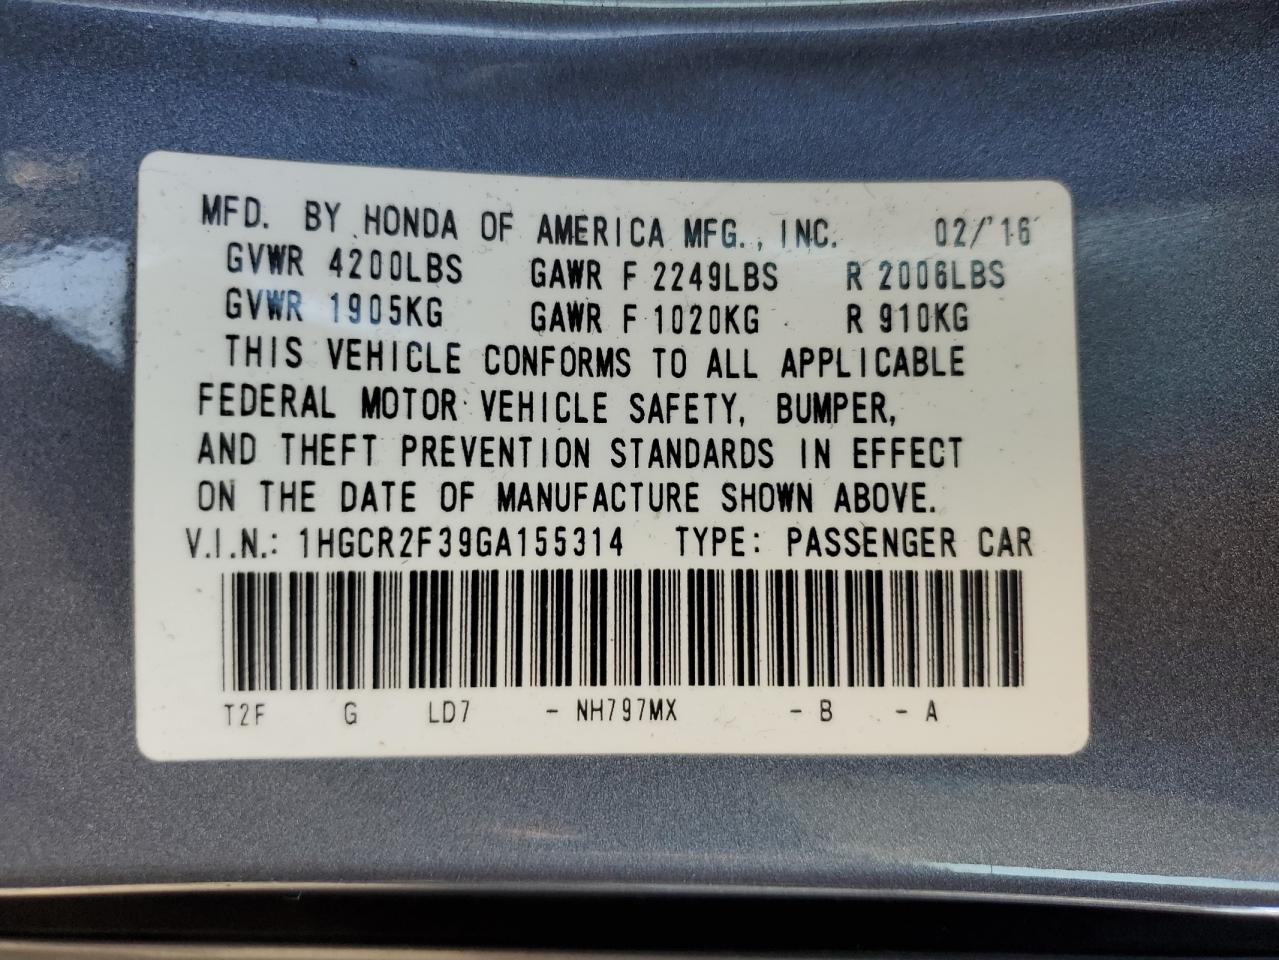 MFD. BY HONDA OF AMERICA MFG., INC. 02/'16
GVWR 4200LBS GAWR F 2249LBS R 2006LBS
GVWR 1905KG GAWR F 1020KG R 910KG
THIS VEHICLE CONFORMS TO ALL APPLICABLE
FEDERAL MOTOR VEHICLE SAFETY, BUMPER,
AND THEFT PREVENTION STANDARDS IN EFFECT
ON THE DATE OF MANUFACTURE SHOWN ABOVE.
V.I.N.: 1HGCR2F39GA155314 TYPE: PASSENGER CAR
T2F G LD7 - NH797MX - B - A